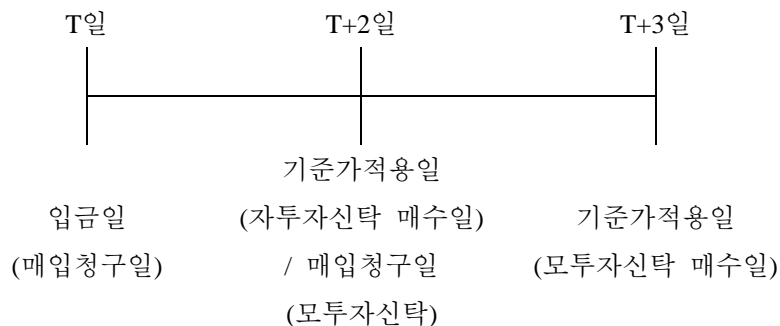 T일
T+2일
T+3일
입금일
(매입청구일)
기준가적용일
(자투자신탁 매수일)
/ 매입청구일
(모투자신탁)
기준가적용일
(모투자신탁 매수일)